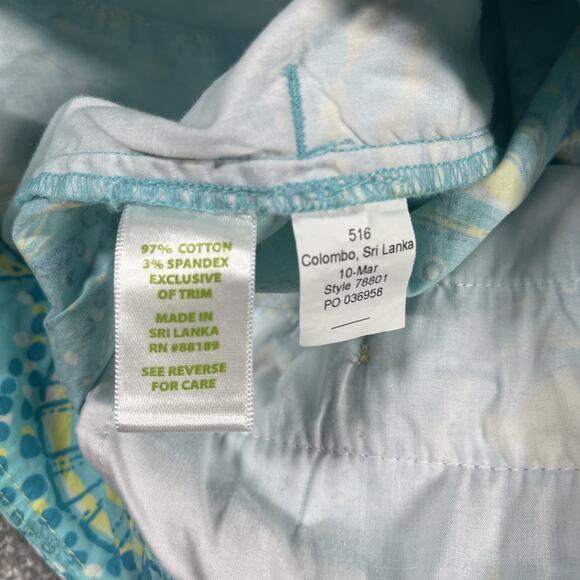 97% COTTON
3% SPANDEX
EXCLUSIVE
OF TRIM
MADE IN
SRI LANKA
RN #88189
SEE REVERSE
FOR CARE
516
Colombo, Sri Lanka
10-Mar
Style 78801
PO 036958